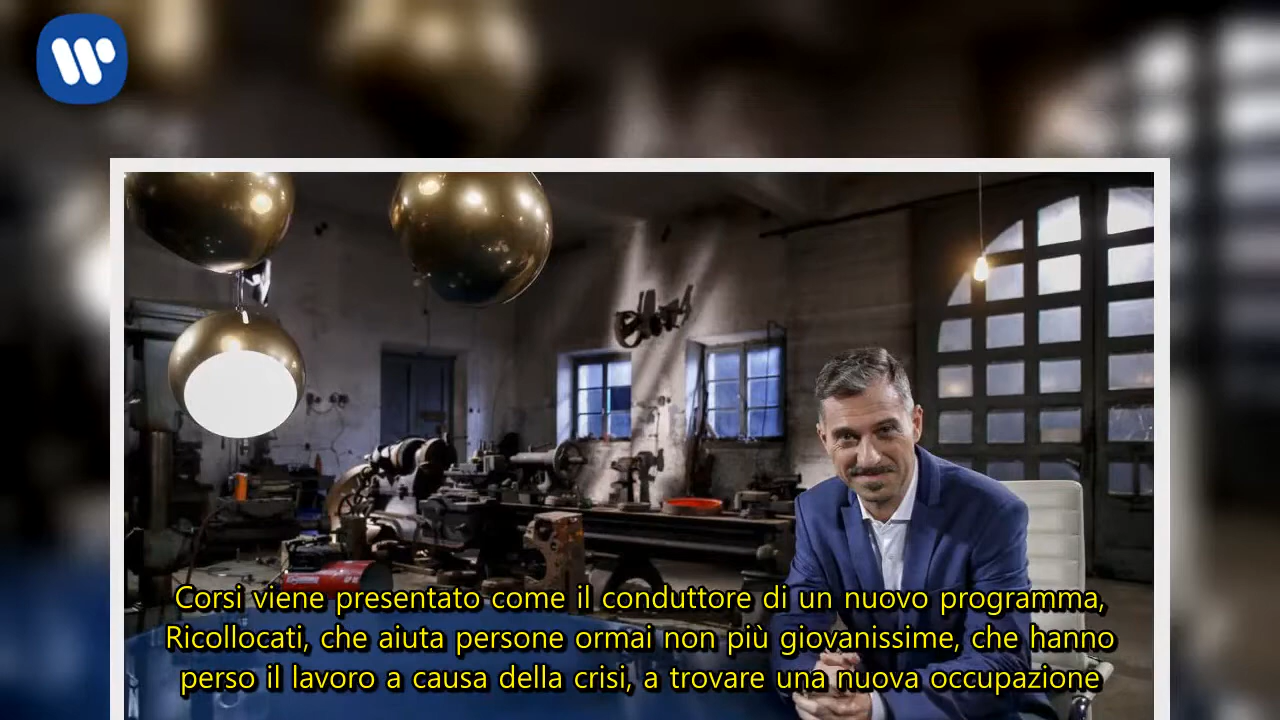 Corsi viene presentato come il conduttore di un nuovo programma,
Ricollocati, che aiuta persone ormai non più giovanissime, che hanno
perso il lavoro a causa della crisi, a trovare una nuova occupazione